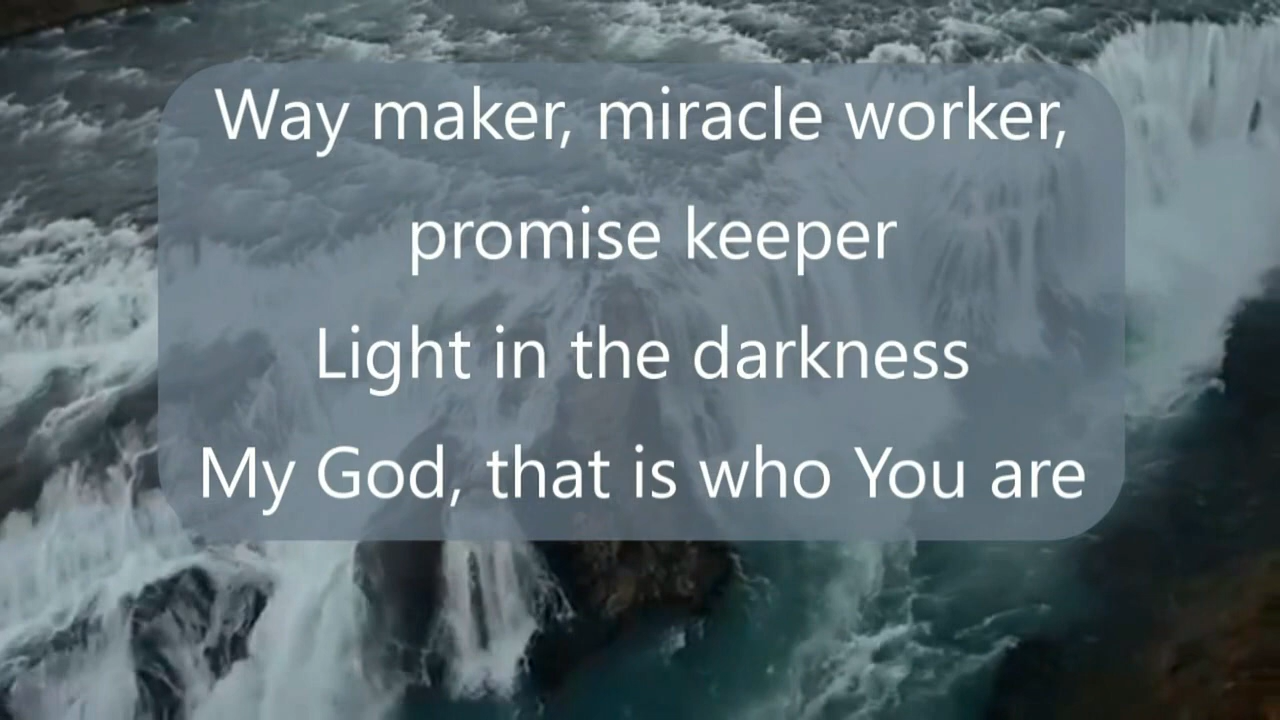 Way maker, miracle worker,
promise keeper
Light in the darkness
My God, that is who You are